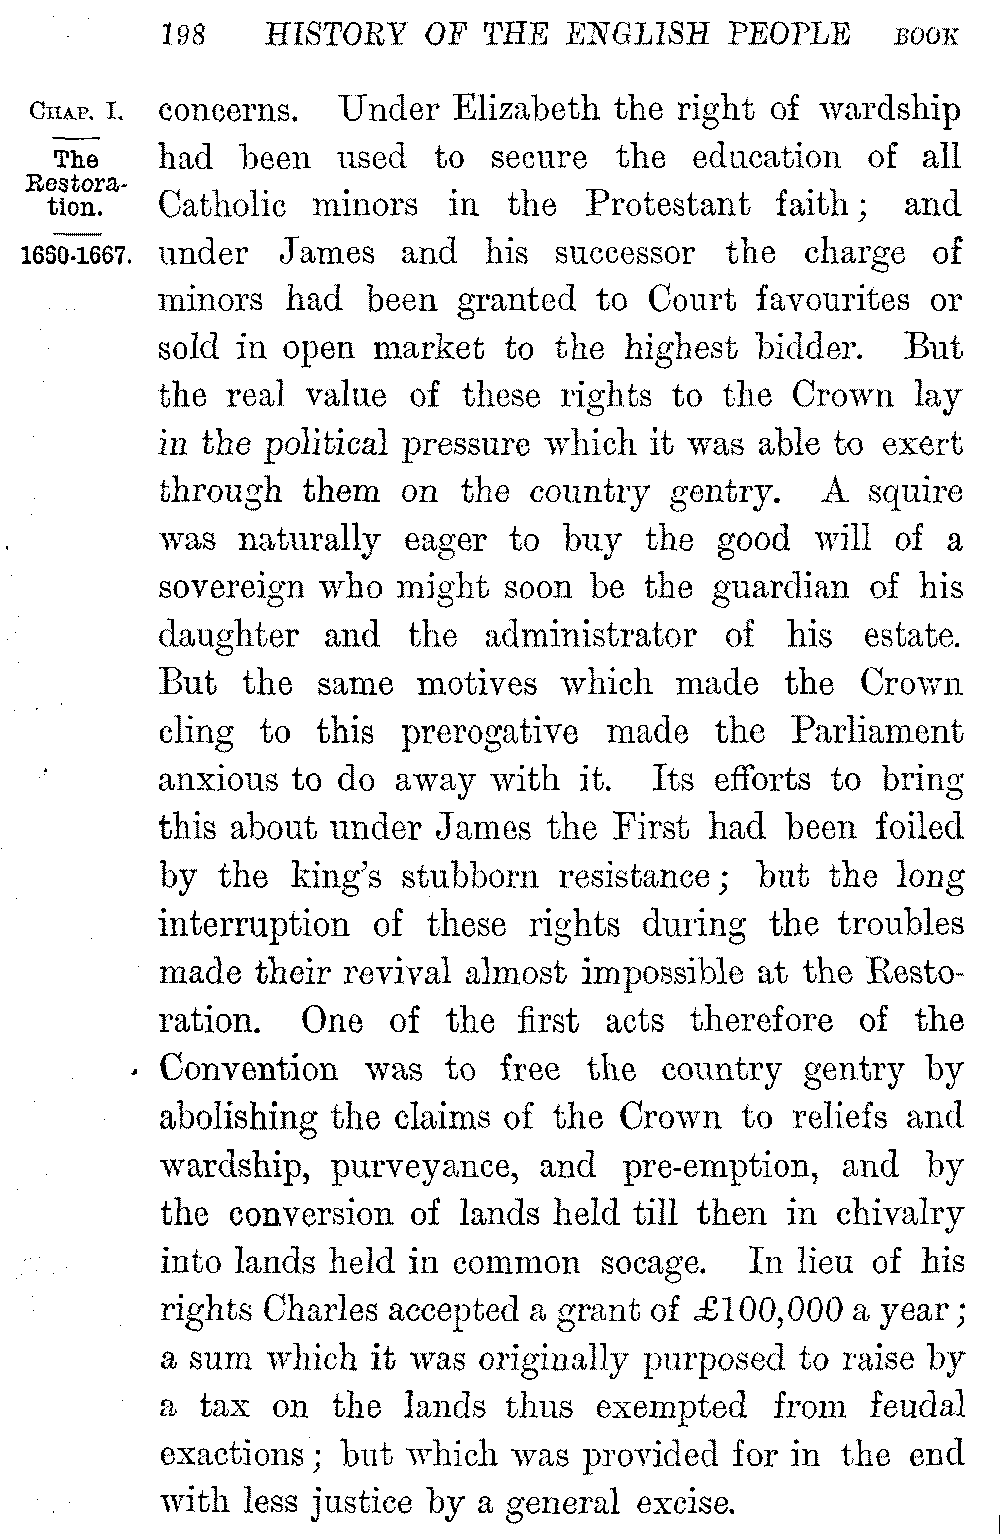 198 HISTORY OF THE ENGLISH PEOPLE BOOK
CHAP. I.
The
Restora-
tion.
1660-1667.
concerns. Under Elizabeth the right of wardship
had been used to secure the education of all
Catholic minors in the Protestant faith; and
under James and his successor the charge of
minors had been granted to Court favourites or
sold in open market to the highest bidder. But
the real value of these rights to the Crown lay
in the political pressure which it was able to exert
through them on the country gentry. A squire
was naturally eager to buy the good will of a
sovereign who might soon be the guardian of his
daughter and the administrator of his estate.
But the same motives which made the Crown
cling to this prerogative made the Parliament
anxious to do away with it. Its efforts to bring
this about under James the First had been foiled
by the king's stubborn resistance; but the long
interruption of these rights during the troubles
made their revival almost impossible at the Resto-
ration. One of the first acts therefore of the
Convention was to free the country gentry by
abolishing the claims of the Crown to reliefs and
wardship, purveyance, and pre-emption, and by
the conversion of lands held till then in chivalry
into lands held in common socage. In lieu of his
rights Charles accepted a grant of £100,000 a year;
a sum which it was originally purposed to raise by
a tax on the lands thus exempted from feudal
exactions; but which was provided for in the end
with less justice by a general excise.